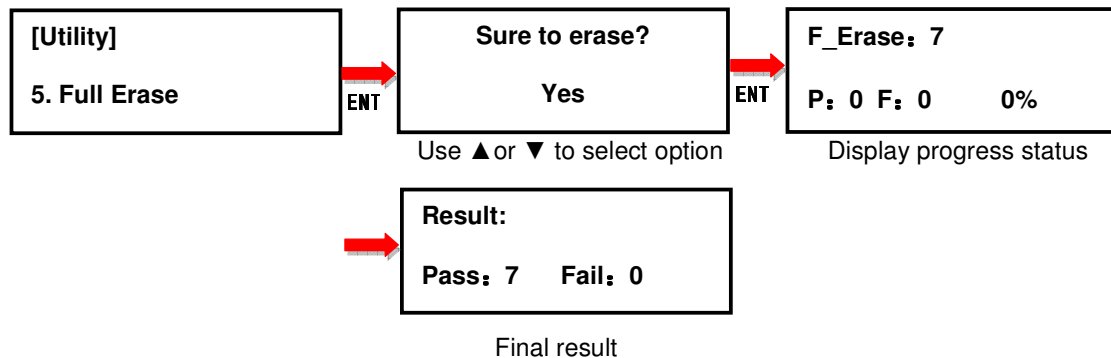 [Utility]
5. Full Erase
ENT
Sure to erase?
Yes
Use ▲or ▼ to select option
ENT
F_Erase：7
P：0 F：0 0%
Display progress status
Result:
Pass：7 Fail：0
Final result